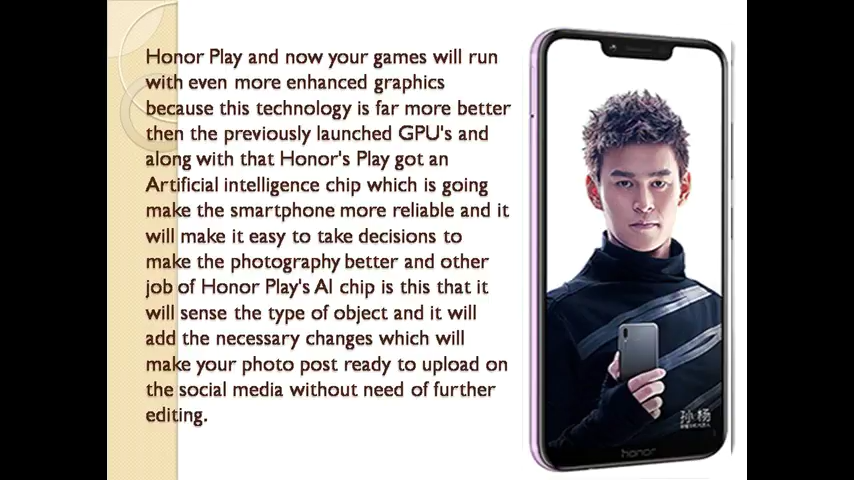 Honor Play and now your games will run
with even more enhanced graphics
because this technology is far more better
then the previously launched GPU's and
along with that Honor's Play got an
Artificial intelligence chip which is going
make the smartphone more reliable and it
will make it easy to take decisions to
make the photography better and other
job of Honor Play's AI chip is this that it
will sense the type of object and it will
add the necessary changes which will
make your photo post ready to upload on
the social media without need of further
editing.
孙杨
honor